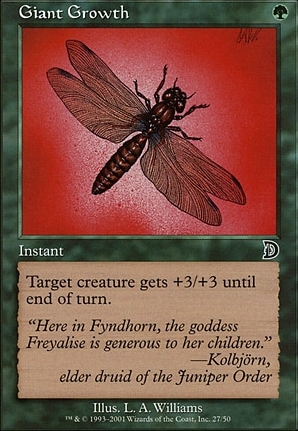 Giant Growth
Instant
Target creature gets +3/+3 until
end of turn.
“Here in Fyndhorn, the goddess
Freyalise is generous to her children.”
—Kolbjörn,
elder druid of the Juniper Order
Illus. L. A. Williams
™ & © 1993–2001 Wizards of the Coast, Inc. 27/50